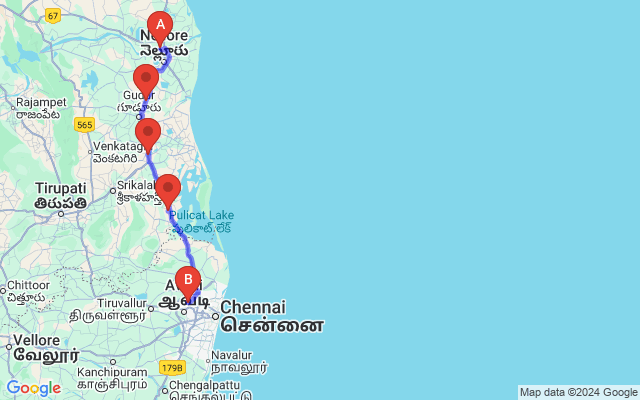 67
A
Nellore
నెల్లూరు
Gudur
గూడూరు
Rajampet
రాజంపేట
565
Venkatagiri
వెంకటగిరి
Tirupati
తిరుపతి
Srikalahasti
శ్రీకాళహస్తి
Pulicat Lake
పులికాట్ లేక్
B
Avadi
ஆவடி
Chittoor
చిత్తూరు
Tiruvallur
திருவள்ளூர்
Chennai
சென்னை
Vellore
வேலூர்
Navalur
நாவலூர்
Kanchipuram
காஞ்சிபுரம்
179B
Chengalpattu
செங்கல்பட்டு
Google
Map data ©2024 Google